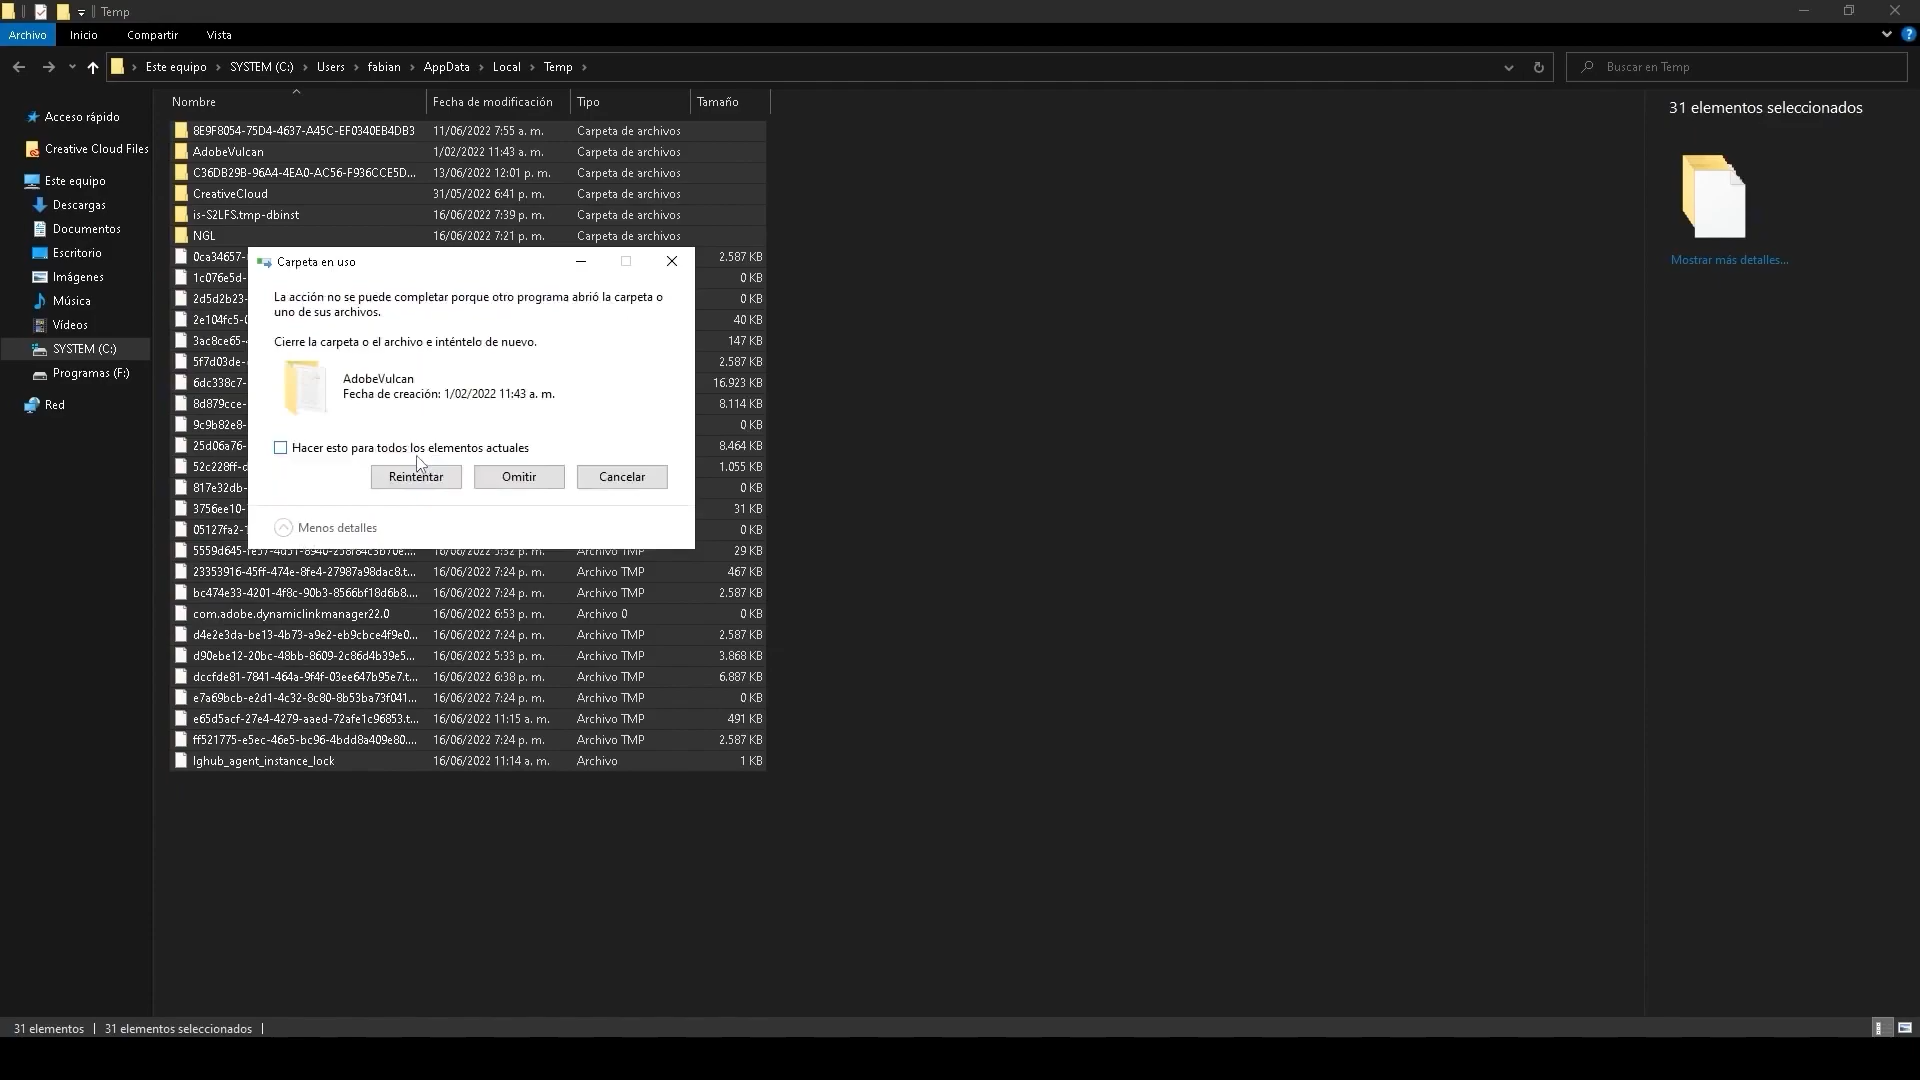 Temp
Archivo Inicio Compartir Vista
Este equipo › SYSTEM (C:) › Users › fabian › AppData › Local › Temp ›
Buscar en Temp
Nombre Fecha de modificación Tipo Tamaño
Acceso rápido
Creative Cloud Files
Este equipo
Descargas
Documentos
Escritorio
Imágenes
Música
Vídeos
SYSTEM (C:)
Programas (F:)
Red
8E9F8054-75D4-4637-A45C-EF0340EB4DB3 11/06/2022 7:55 a. m. Carpeta de archivos
AdobeVulcan 1/02/2022 11:43 a. m. Carpeta de archivos
C36DB29B-96A4-4EA0-AC56-F936CCE5D... 13/06/2022 12:01 p. m. Carpeta de archivos
CreativeCloud 31/05/2022 6:41 p. m. Carpeta de archivos
is-S2LFS.tmp-dbinst 16/06/2022 7:39 p. m. Carpeta de archivos
NGL 16/06/2022 7:21 p. m. Carpeta de archivos
0ca34657- 2.587 KB
1c076e5d- 0 KB
2d5d2b23- 0 KB
2e104fc5- 40 KB
3ac8ce65- 147 KB
5f7d03de- 2.587 KB
6dc338c7- 16.923 KB
8d879cce- 8.114 KB
9c9b82e8- 0 KB
25d06a76- 8.464 KB
52c228ff- 1.055 KB
817e32db- 0 KB
3756ee10- 31 KB
05127fa2- 0 KB
29 KB
23353916-45ff-474e-8fe4-27987a98dac8.t... 16/06/2022 7:24 p. m. Archivo TMP 467 KB
bc474e33-4201-4f8c-90b3-8566bf18d6b8.... 16/06/2022 7:24 p. m. Archivo TMP 2.587 KB
com.adobe.dynamiclinkmanager22.0 16/06/2022 6:53 p. m. Archivo 0 0 KB
d4e2e3da-be13-4b73-a9e2-eb9cbce4f9e0... 16/06/2022 7:24 p. m. Archivo TMP 2.587 KB
d90ebe12-20bc-48bb-8609-2c86d4b39e5... 16/06/2022 5:33 p. m. Archivo TMP 3.868 KB
dccfde81-7841-464a-9f4f-03ee647b95e7.t... 16/06/2022 6:38 p. m. Archivo TMP 6.887 KB
e7a69bcb-e2d1-4c32-8c80-8b53ba73f041... 16/06/2022 7:24 p. m. Archivo TMP 0 KB
e65d5acf-27e4-4279-aaed-72afe1c96853.t... 16/06/2022 11:15 a. m. Archivo TMP 491 KB
ff521775-e5ec-46e5-bc96-4bdd8a409e80.... 16/06/2022 7:24 p. m. Archivo TMP 2.587 KB
lghub_agent_instance_lock 16/06/2022 11:14 a. m. Archivo 1 KB
Carpeta en uso
La acción no se puede completar porque otro programa abrió la carpeta o
uno de sus archivos.
Cierre la carpeta o el archivo e inténtelo de nuevo.
AdobeVulcan
Fecha de creación: 1/02/2022 11:43 a. m.
Hacer esto para todos los elementos actuales
Reintentar Omitir Cancelar
Menos detalles
31 elementos seleccionados
Mostrar más detalles...
31 elementos | 31 elementos seleccionados |